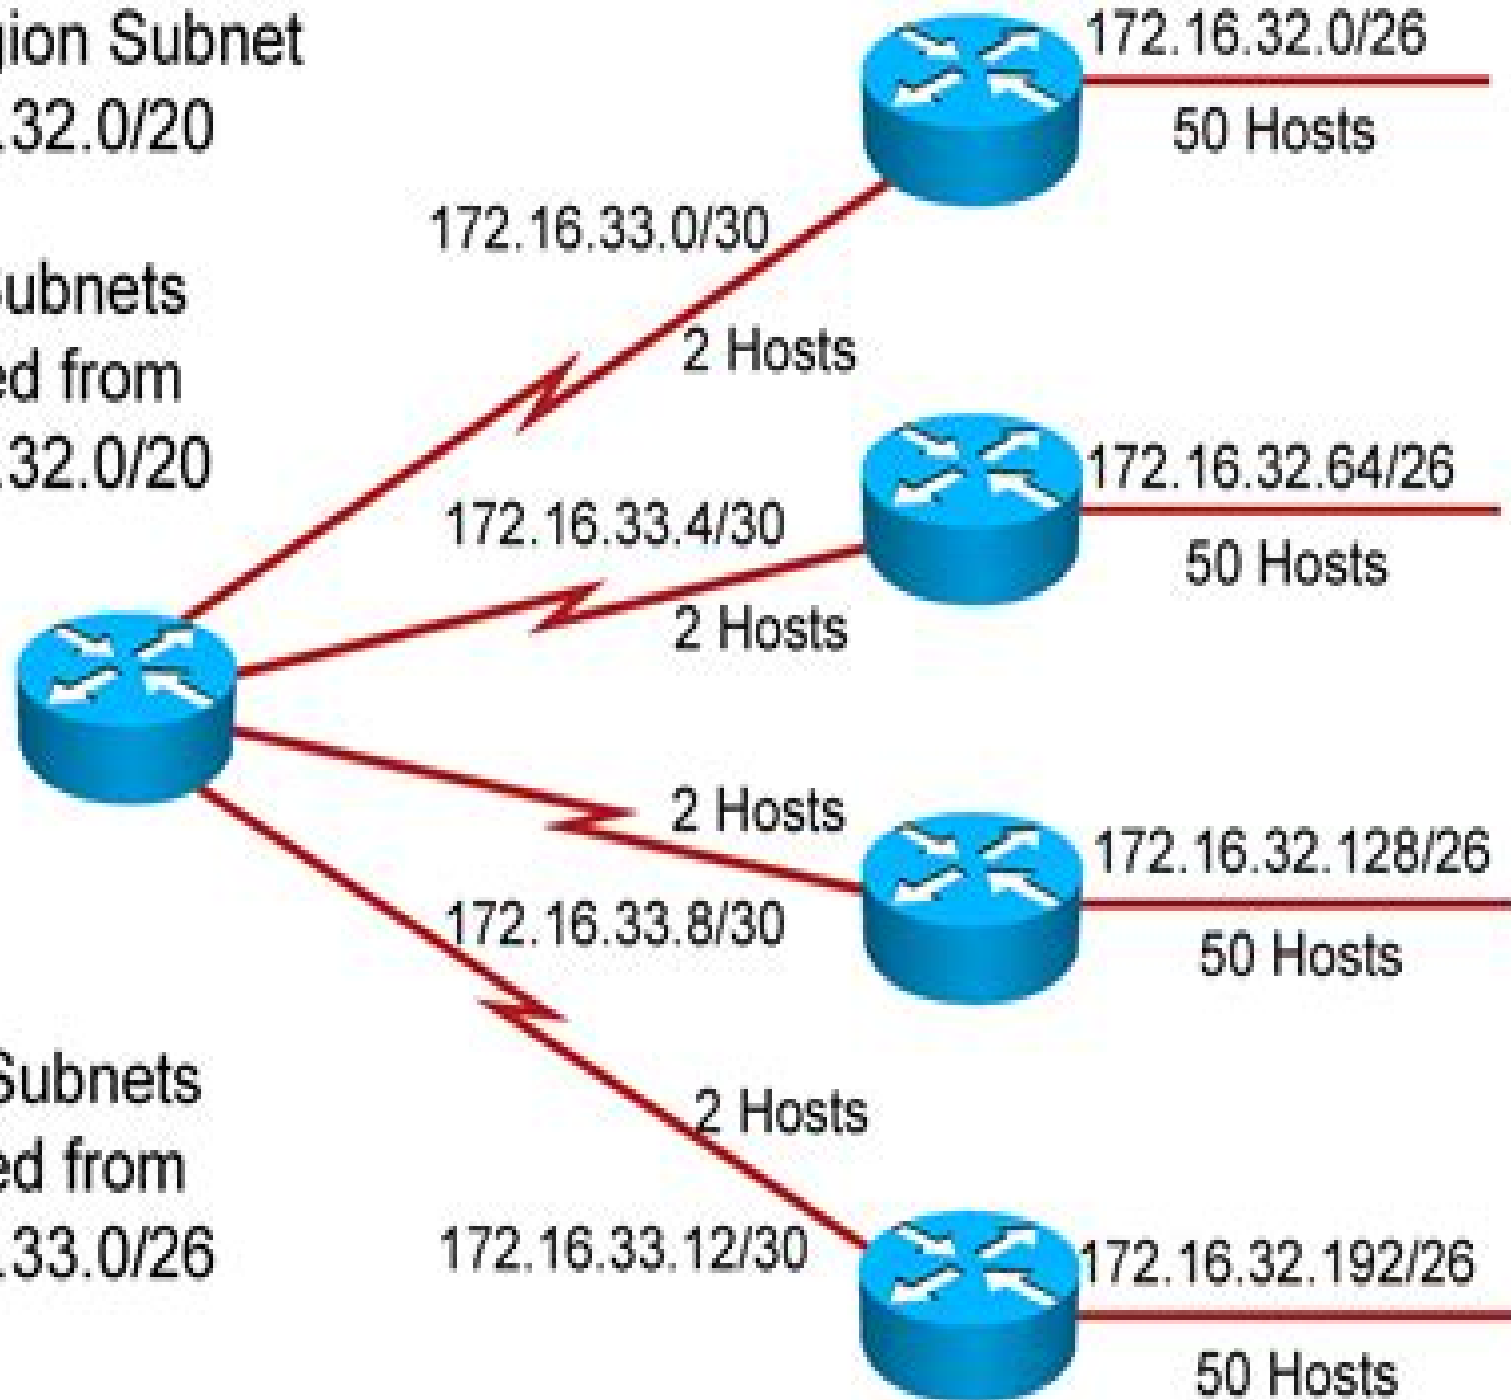 gion Subnet
.32.0/20
Subnets
ed from
.32.0/20
Subnets
ed from
.33.0/26
172.16.32.0/26
50 Hosts
172.16.33.0/30
2 Hosts
172.16.32.64/26
50 Hosts
172.16.33.4/30
2 Hosts
2 Hosts
172.16.33.8/30
172.16.32.128/26
50 Hosts
2 Hosts
172.16.33.12/30
172.16.32.192/26
50 Hosts